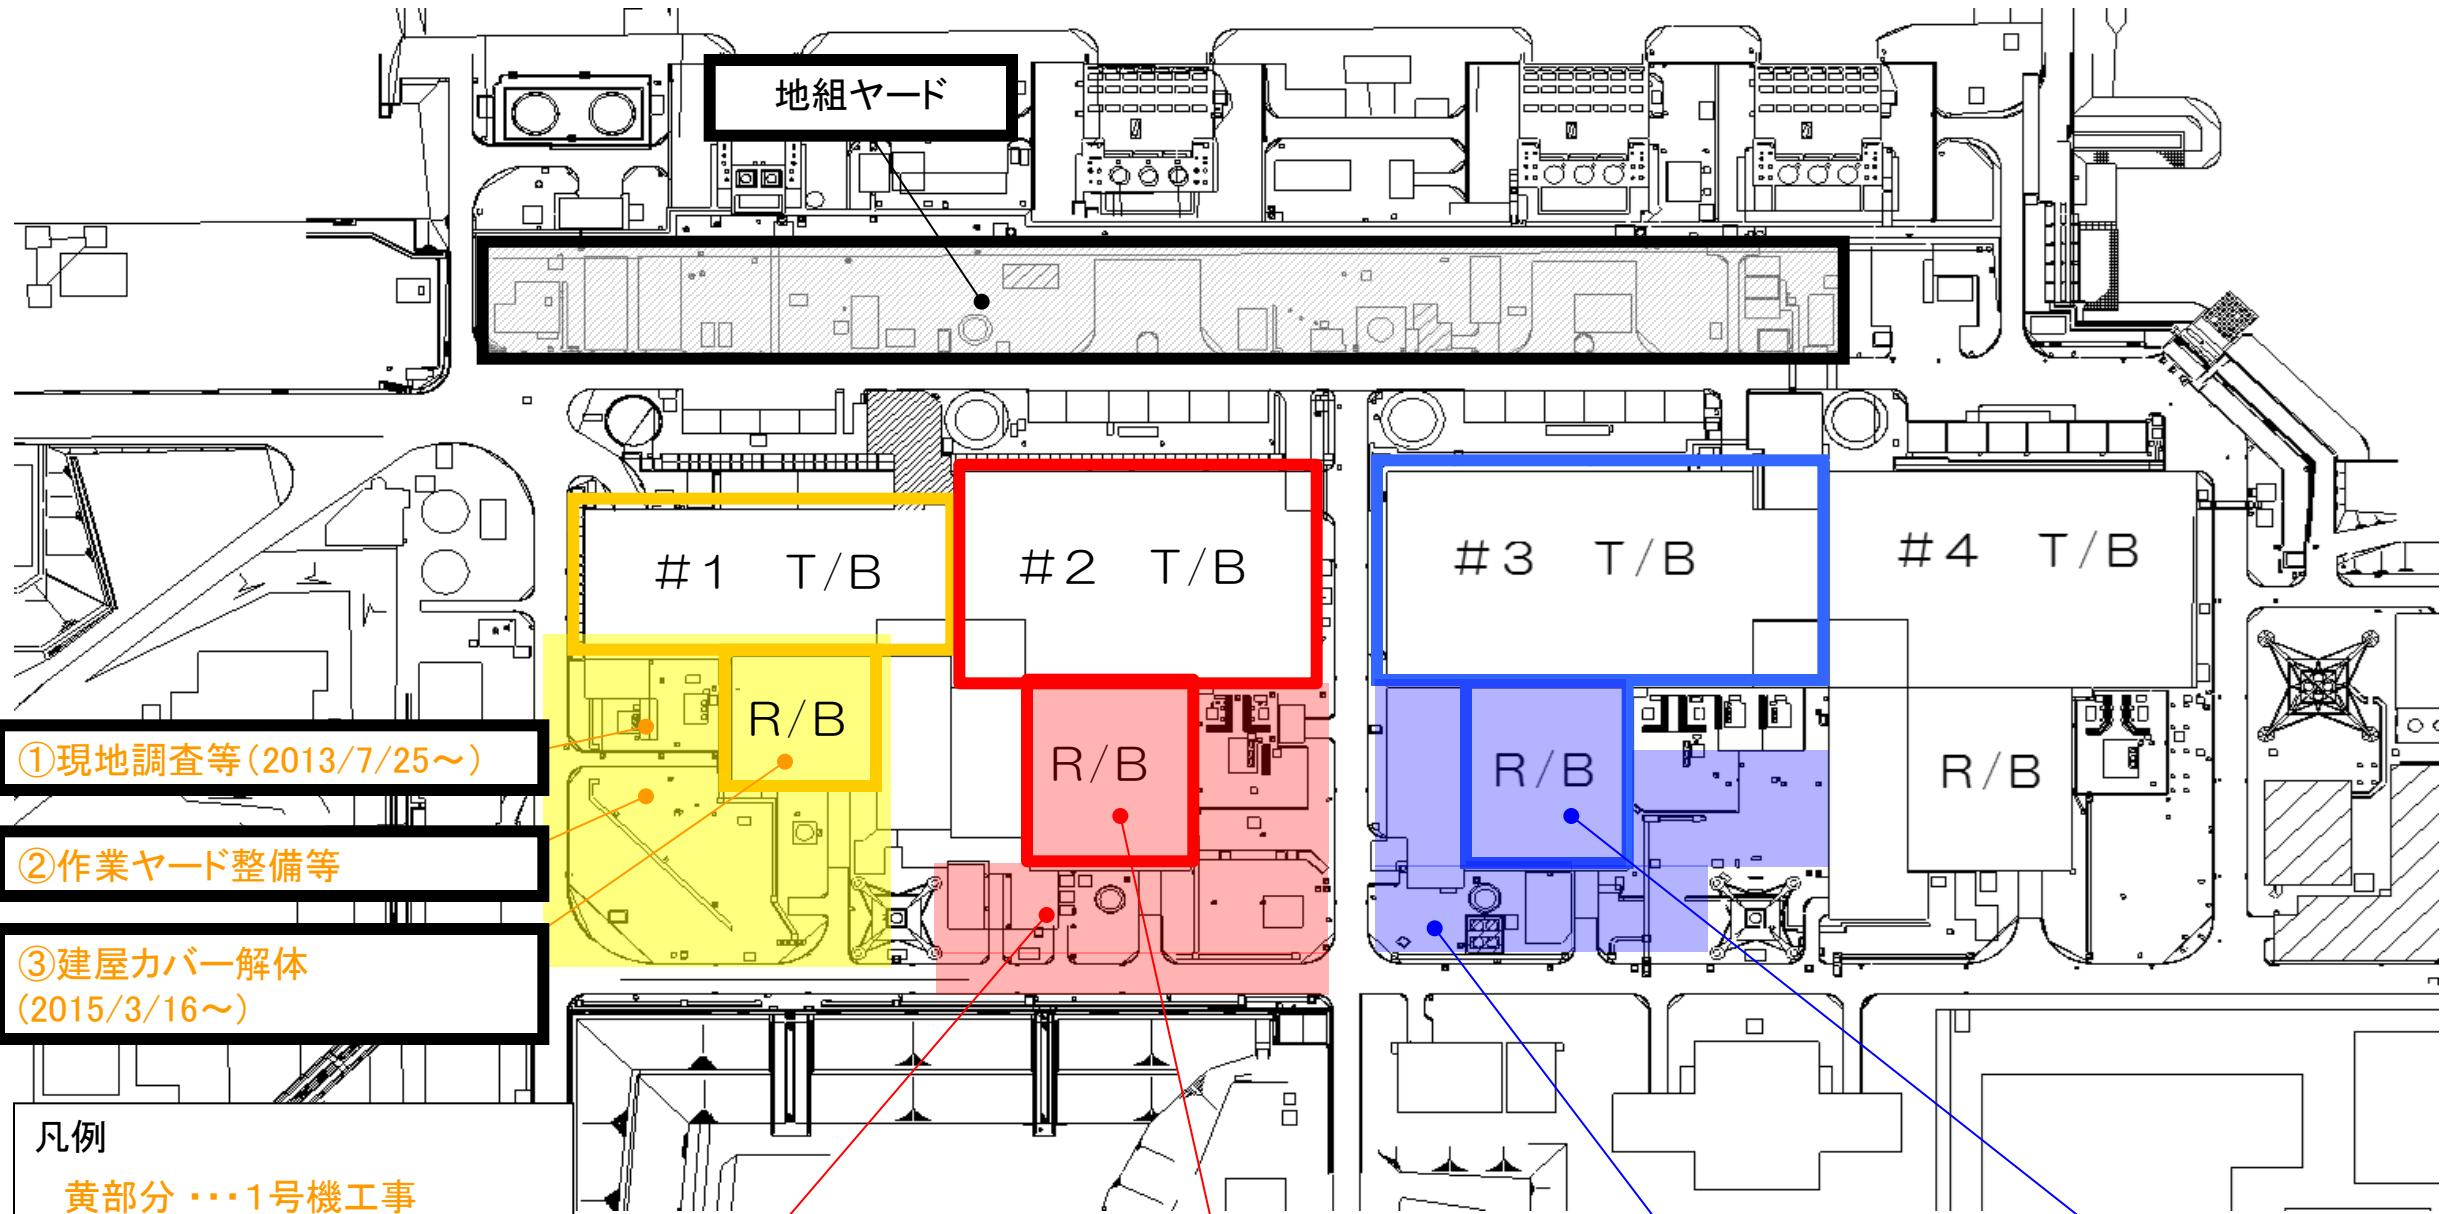 地組ヤード
#1 T/B
#2 T/B
#3 T/B
#4 T/B
R/B
R/B
R/B
R/B
①現地調査等(2013/7/25～)
②作業ヤード整備等
③建屋カバー解体
(2015/3/16～)
凡例
黄部分 ・・・1号機工事